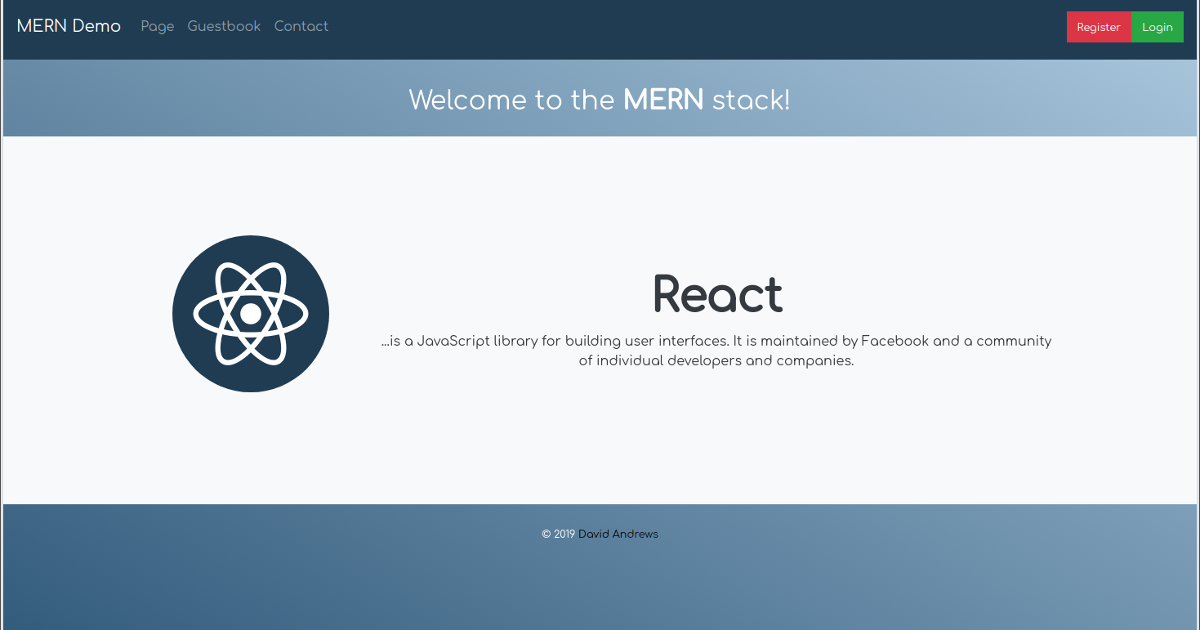 MERN Demo Page Guestbook Contact Register Login
Welcome to the MERN stack!
React
...is a JavaScript library for building user interfaces. It is maintained by Facebook and a community
of individual developers and companies.
© 2019 David Andrews